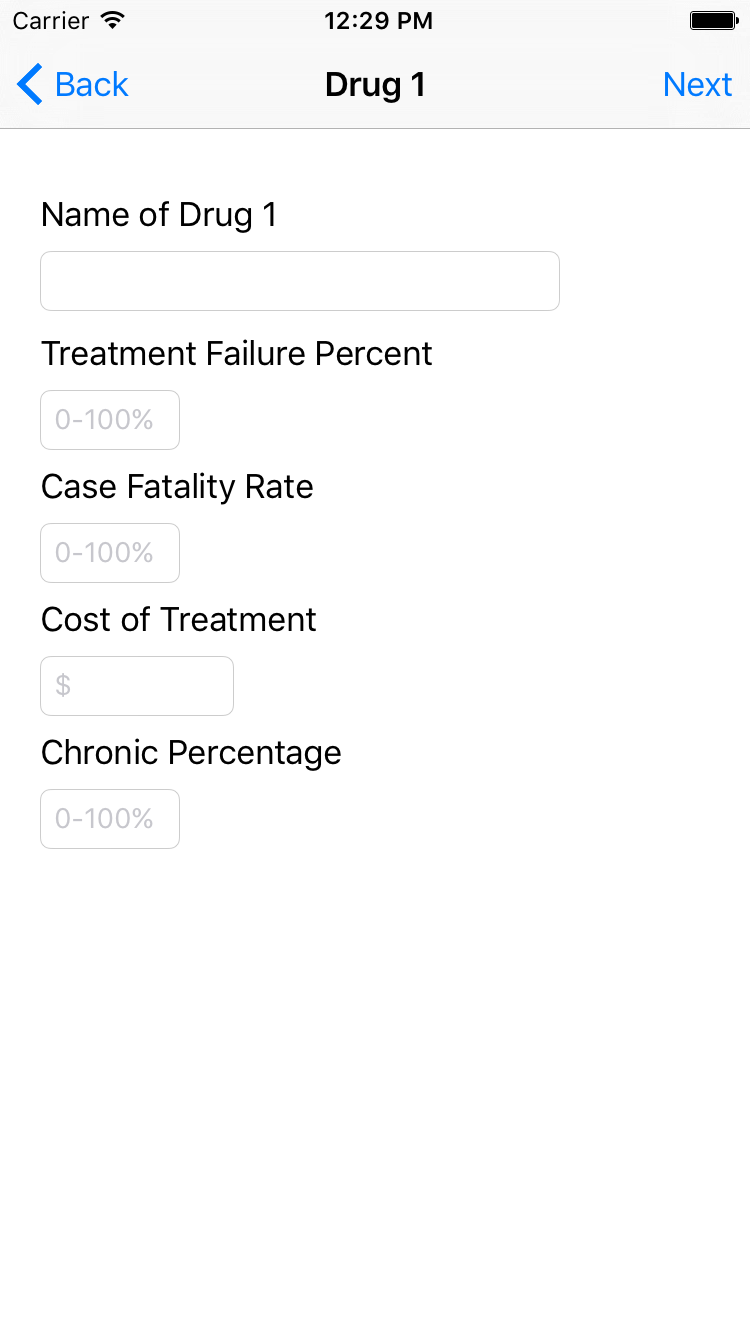 Carrier 12:29 PM
Back Drug 1 Next
Name of Drug 1
Treatment Failure Percent
0-100%
Case Fatality Rate
0-100%
Cost of Treatment
$
Chronic Percentage
0-100%